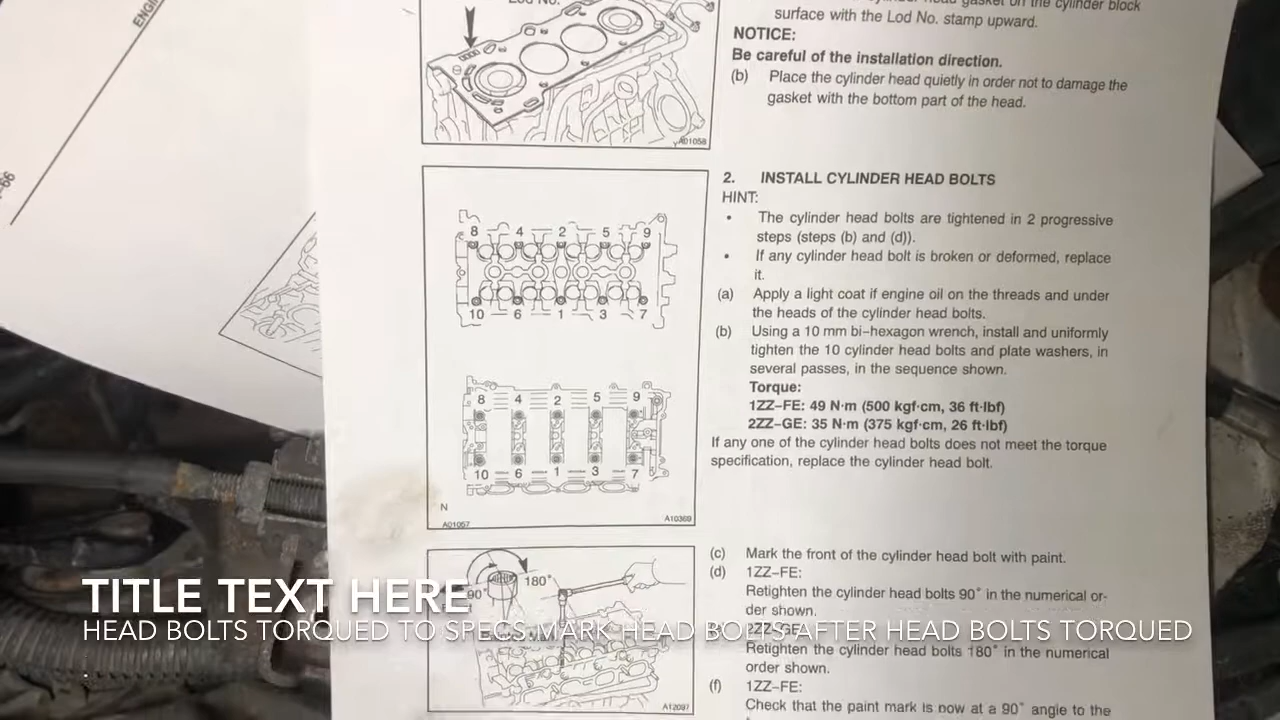 ENGIN
Lod No.
surface with the Lod No. stamp upward.
NOTICE:
Be careful of the installation direction.
(b) Place the cylinder head quietly in order not to damage the
gasket with the bottom part of the head.
A01058
2. INSTALL CYLINDER HEAD BOLTS
HINT:
• The cylinder head bolts are tightened in 2 progressive
steps (steps (b) and (d)).
• If any cylinder head bolt is broken or deformed, replace
it.
(a) Apply a light coat if engine oil on the threads and under
the heads of the cylinder head bolts.
(b) Using a 10 mm bi–hexagon wrench, install and uniformly
tighten the 10 cylinder head bolts and plate washers, in
several passes, in the sequence shown.
Torque:
1ZZ–FE: 49 N·m (500 kgf·cm, 36 ft·lbf)
2ZZ–GE: 35 N·m (375 kgf·cm, 26 ft·lbf)
If any one of the cylinder head bolts does not meet the torque
specification, replace the cylinder head bolt.
8 4 2 5 9
10 6 1 3 7
8 4 2 5 9
10 6 1 3 7
N
A01057 A10369
(c) Mark the front of the cylinder head bolt with paint.
(d) 1ZZ–FE:
Retighten the cylinder head bolts 90° in the numerical or-
der shown.
2ZZ–GE
Retighten the cylinder head bolts 180° in the numerical
order shown.
(f) 1ZZ–FE:
Check that the paint mark is now at a 90° angle to the
90° 180°
A12097
TITLE TEXT HERE
HEAD BOLTS TORQUED TO SPECS.MARK HEAD BOLTS AFTER HEAD BOLTS TORQUED
.